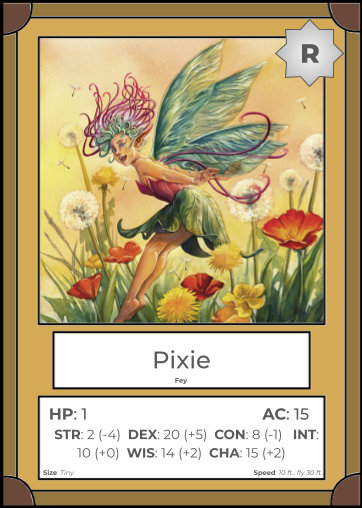 R
Pixie
Fey
HP: 1 AC: 15
STR: 2 (-4) DEX: 20 (+5) CON: 8 (-1) INT:
10 (+0) WIS: 14 (+2) CHA: 15 (+2)
Size: Tiny Speed: 10 ft., fly 30 ft.